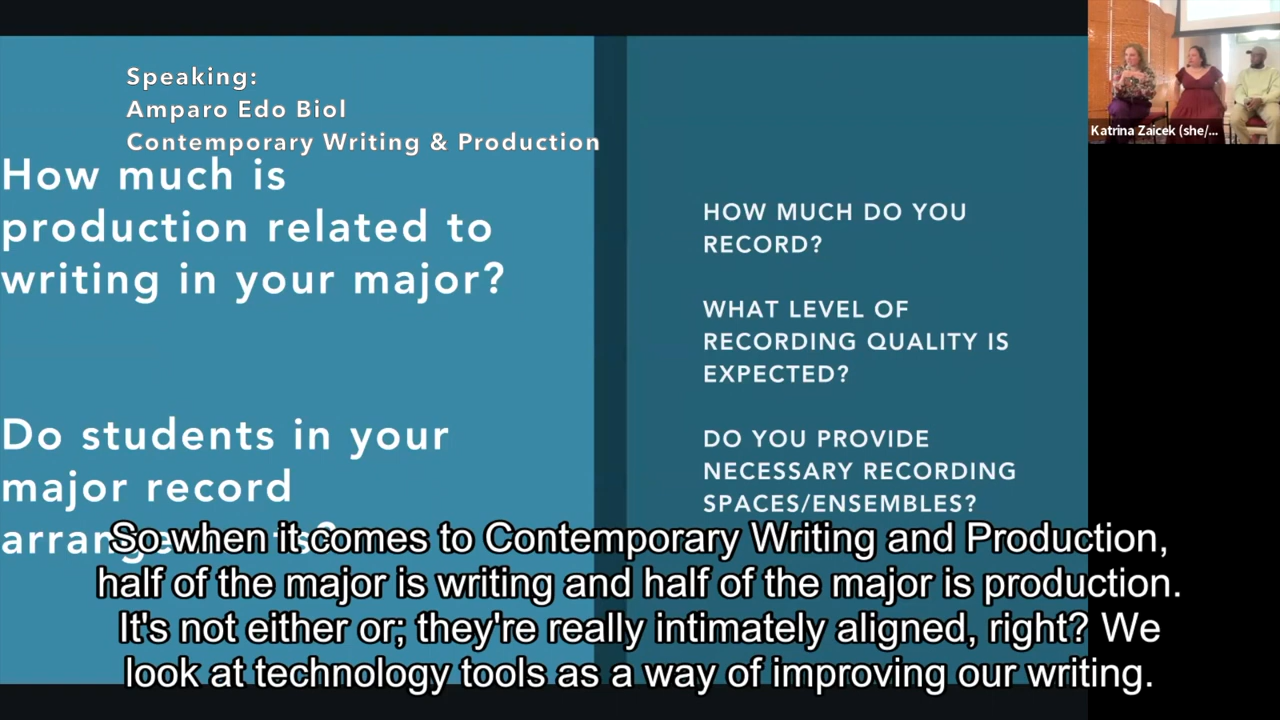 Speaking:
Amparo Edo Biol
Contemporary Writing & Production
How much is
production related to
writing in your major?
Do students in your
major record
arrangements?
HOW MUCH DO YOU
RECORD?
WHAT LEVEL OF
RECORDING QUALITY IS
EXPECTED?
DO YOU PROVIDE
NECESSARY RECORDING
SPACES/ENSEMBLES?
Katrina Zaicek (she/...
So when it comes to Contemporary Writing and Production,
half of the major is writing and half of the major is production.
It's not either or; they're really intimately aligned, right? We
look at technology tools as a way of improving our writing.